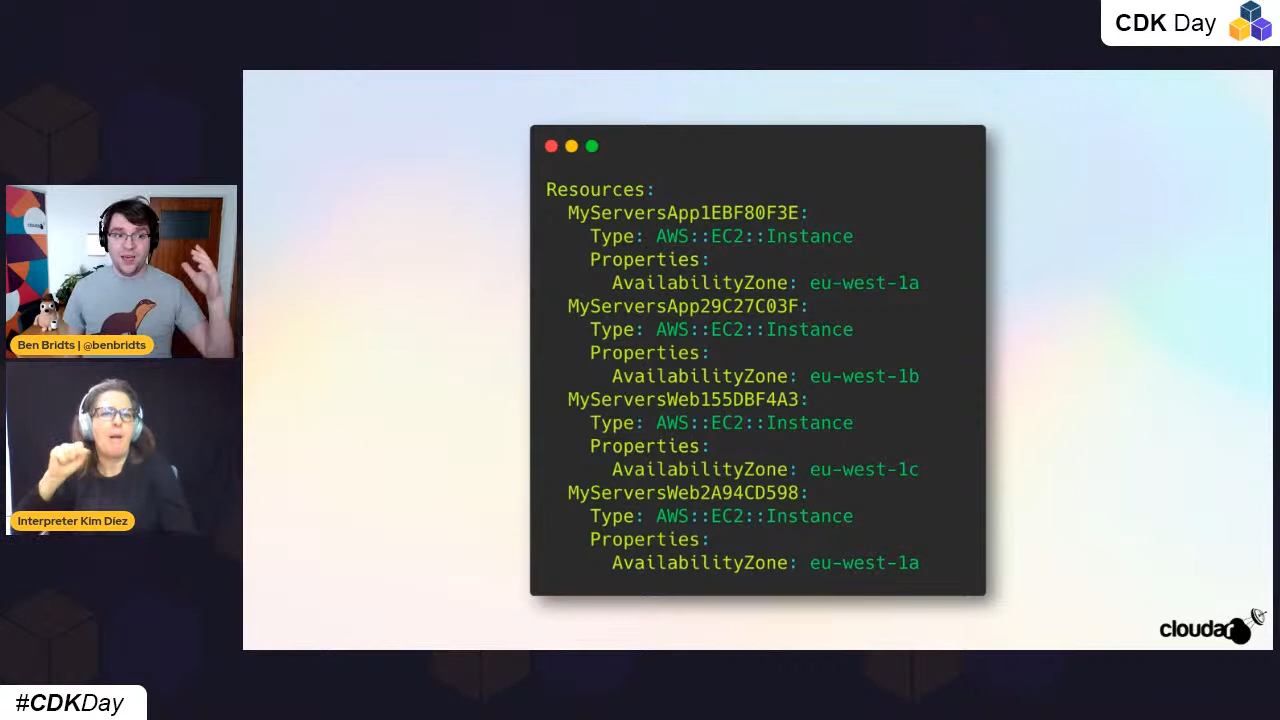 CDK Day
Resources:
MyServersApp1EBF80F3E:
Type: AWS::EC2::Instance
Properties:
AvailabilityZone: eu-west-1a
MyServersApp29C27C03F:
Type: AWS::EC2::Instance
Properties:
AvailabilityZone: eu-west-1b
MyServersWeb155DBF4A3:
Type: AWS::EC2::Instance
Properties:
AvailabilityZone: eu-west-1c
MyServersWeb2A94CD598:
Type: AWS::EC2::Instance
Properties:
AvailabilityZone: eu-west-1a
Ben Bridts | @benbridts
Interpreter Kim Díez
cloudar
#CDKDay